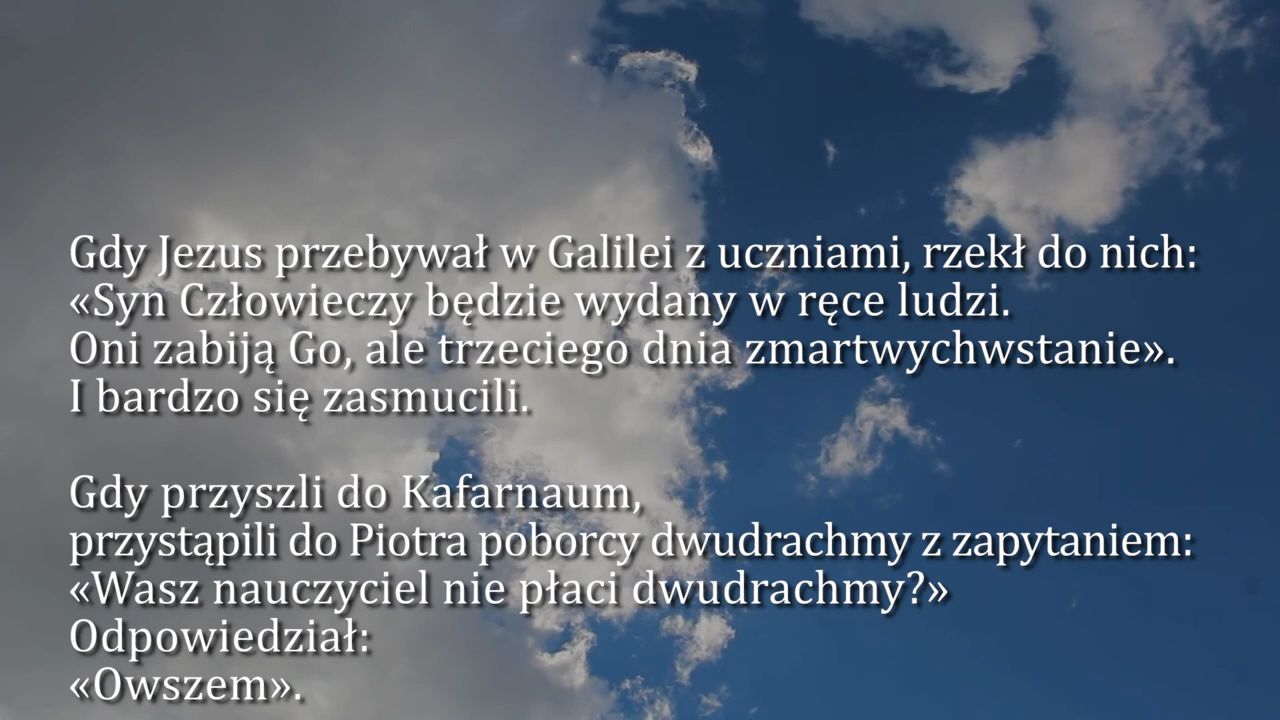 Gdy Jezus przebywał w Galilei z uczniami, rzekł do nich:
«Syn Człowieczy będzie wydany w ręce ludzi.
Oni zabiją Go, ale trzeciego dnia zmartwychwstanie».
I bardzo się zasmucili.
Gdy przyszli do Kafarnaum,
przystąpili do Piotra poborcy dwudrachmy z zapytaniem:
«Wasz nauczyciel nie płaci dwudrachmy?»
Odpowiedział:
«Owszem».